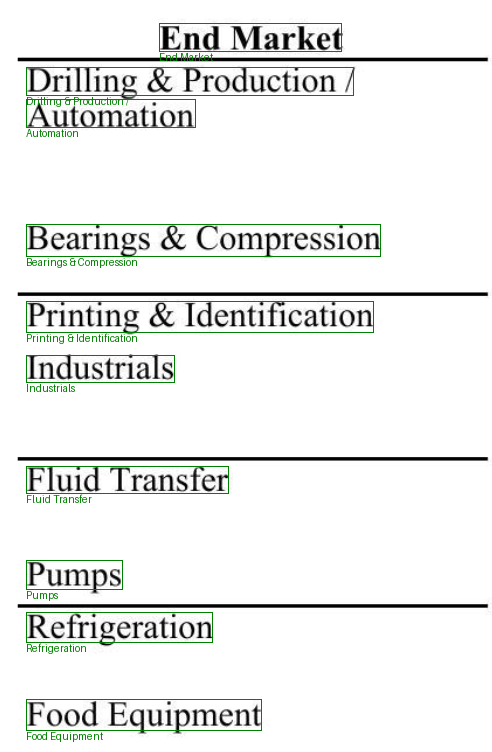 End Market
End Market
Drilling & Production /
Drilling & Production /
Automation
Automation
Bearings & Compression
Bearings & Compression
Printing & Identification
Printing & Identification
Industrials
Industrials
Fluid Transfer
Fluid Transfer
Pumps
Pumps
Refrigeration
Refrigeration
Food Equipment
Food Equipment